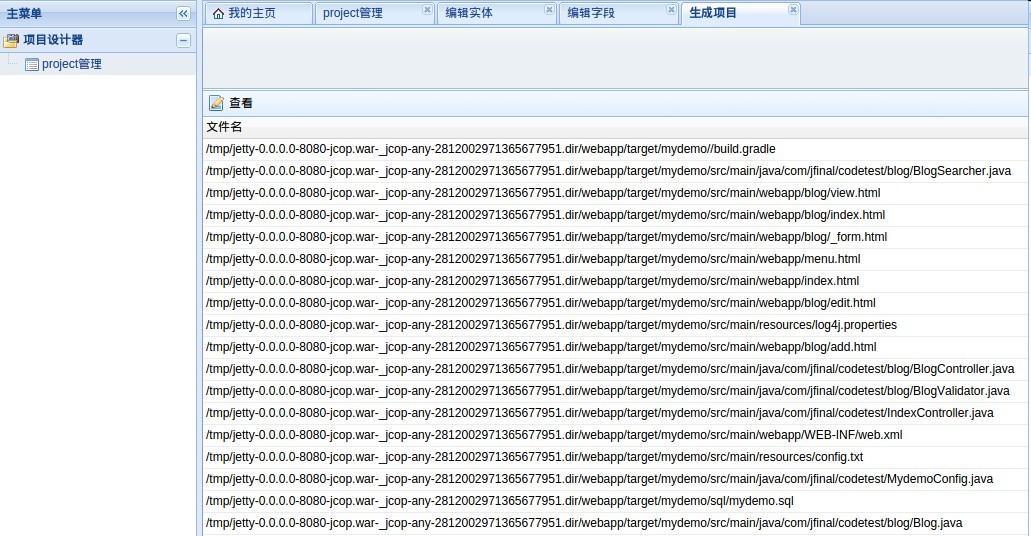 主菜单
项目设计器
project管理
我的主页 project管理 编辑实体 编辑字段 生成项目
查看
文件名
/tmp/jetty-0.0.0.0-8080-jcop.war-_jcop-any-2812002971365677951.dir/webapp/target/mydemo//build.gradle
/tmp/jetty-0.0.0.0-8080-jcop.war-_jcop-any-2812002971365677951.dir/webapp/target/mydemo/src/main/java/com/jfinal/codetest/blog/BlogSearcher.java
/tmp/jetty-0.0.0.0-8080-jcop.war-_jcop-any-2812002971365677951.dir/webapp/target/mydemo/src/main/webapp/blog/view.html
/tmp/jetty-0.0.0.0-8080-jcop.war-_jcop-any-2812002971365677951.dir/webapp/target/mydemo/src/main/webapp/blog/index.html
/tmp/jetty-0.0.0.0-8080-jcop.war-_jcop-any-2812002971365677951.dir/webapp/target/mydemo/src/main/webapp/blog/_form.html
/tmp/jetty-0.0.0.0-8080-jcop.war-_jcop-any-2812002971365677951.dir/webapp/target/mydemo/src/main/webapp/menu.html
/tmp/jetty-0.0.0.0-8080-jcop.war-_jcop-any-2812002971365677951.dir/webapp/target/mydemo/src/main/webapp/index.html
/tmp/jetty-0.0.0.0-8080-jcop.war-_jcop-any-2812002971365677951.dir/webapp/target/mydemo/src/main/webapp/blog/edit.html
/tmp/jetty-0.0.0.0-8080-jcop.war-_jcop-any-2812002971365677951.dir/webapp/target/mydemo/src/main/resources/log4j.properties
/tmp/jetty-0.0.0.0-8080-jcop.war-_jcop-any-2812002971365677951.dir/webapp/target/mydemo/src/main/webapp/blog/add.html
/tmp/jetty-0.0.0.0-8080-jcop.war-_jcop-any-2812002971365677951.dir/webapp/target/mydemo/src/main/java/com/jfinal/codetest/blog/BlogController.java
/tmp/jetty-0.0.0.0-8080-jcop.war-_jcop-any-2812002971365677951.dir/webapp/target/mydemo/src/main/java/com/jfinal/codetest/blog/BlogValidator.java
/tmp/jetty-0.0.0.0-8080-jcop.war-_jcop-any-2812002971365677951.dir/webapp/target/mydemo/src/main/java/com/jfinal/codetest/IndexController.java
/tmp/jetty-0.0.0.0-8080-jcop.war-_jcop-any-2812002971365677951.dir/webapp/target/mydemo/src/main/webapp/WEB-INF/web.xml
/tmp/jetty-0.0.0.0-8080-jcop.war-_jcop-any-2812002971365677951.dir/webapp/target/mydemo/src/main/resources/config.txt
/tmp/jetty-0.0.0.0-8080-jcop.war-_jcop-any-2812002971365677951.dir/webapp/target/mydemo/src/main/java/com/jfinal/codetest/MydemoConfig.java
/tmp/jetty-0.0.0.0-8080-jcop.war-_jcop-any-2812002971365677951.dir/webapp/target/mydemo/sql/mydemo.sql
/tmp/jetty-0.0.0.0-8080-jcop.war-_jcop-any-2812002971365677951.dir/webapp/target/mydemo/src/main/java/com/jfinal/codetest/blog/Blog.java